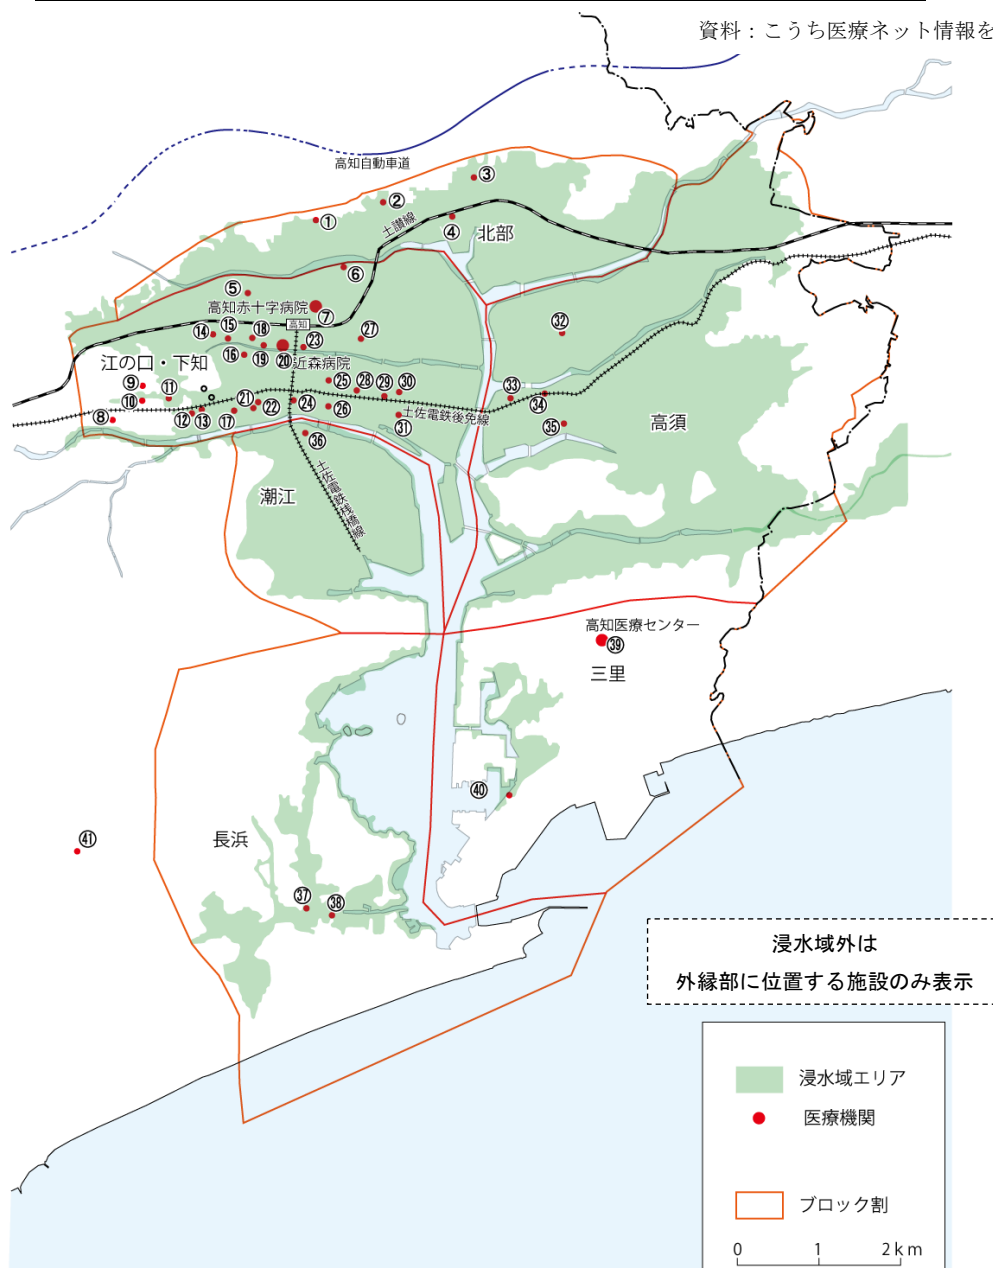 資料：こうち医療ネット情報を
高知自動車道
③
②
①
土讃線
④
北部
⑥
⑤
高知赤十字病院
⑦
高知
⑭
⑮
⑱
㉗
㉜
⑯
⑲
⑳
㉓
近森病院
江の口・下知
⑨
⑩
⑪
㉕
㉘
㉙
㉚
㉝
㉞
⑧
⑫
⑬
⑰
㉑
㉒
㉔
㉖
㉛
土佐電鉄後免線
㉟
高須
㊱
土佐電鉄桟橋線
潮江
高知医療センター
㊴
三里
㊵
㊶
長浜
㊲
㊳
浸水域外は
外縁部に位置する施設のみ表示
浸水域エリア
医療機関
ブロック割
0 1 2km